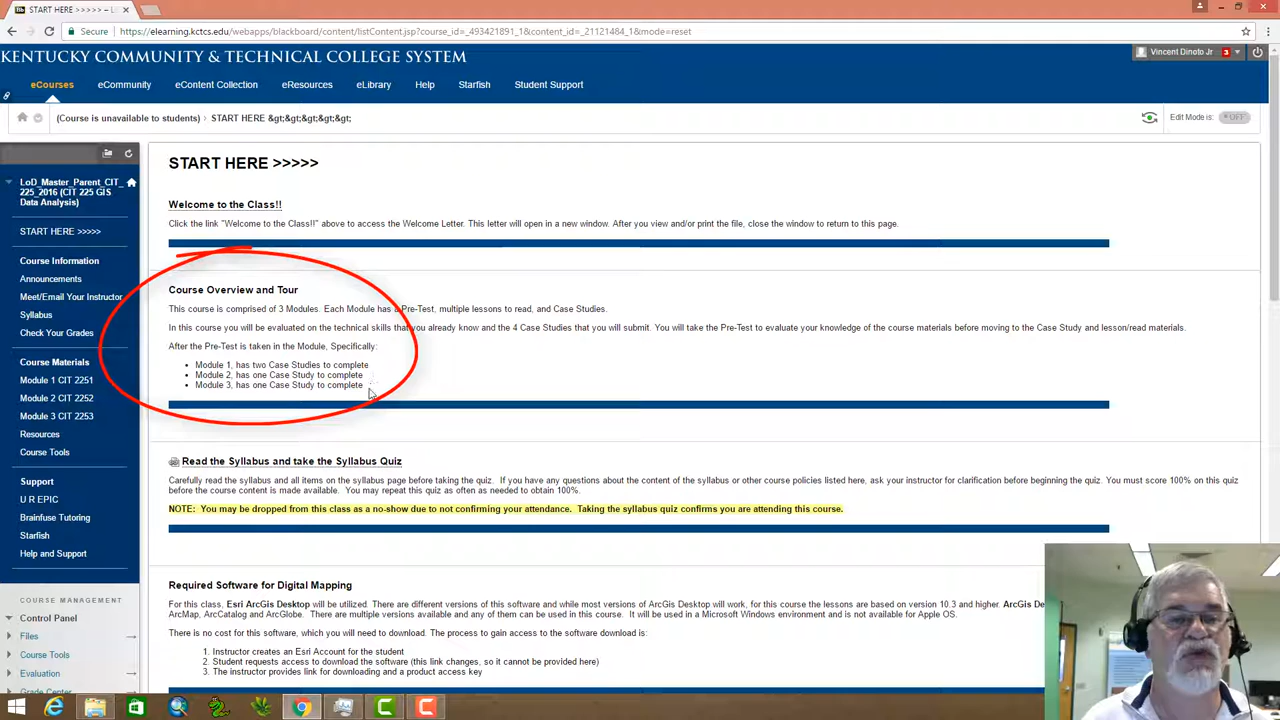 START HERE >>>>> – L
Secure
https://elearning.kctcs.edu/webapps/blackboard/content/listContent.jsp?course_id=_493421891_1&content_id=_21121484_1&mode=reset
KENTUCKY COMMUNITY & TECHNICAL COLLEGE SYSTEM
Vincent Dinoto Jr 3
eCourses
eCommunity
eContent Collection
eResources
eLibrary
Help
Starfish
Student Support
(Course is unavailable to students) > START HERE &gt;&gt;&gt;&gt;&gt;
Edit Mode is: OFF
LoD_Master_Parent_CIT_
225_2016 (CIT 225 GIS
Data Analysis)
START HERE >>>>>
Course Information
Announcements
Meet/Email Your Instructor
Syllabus
Check Your Grades
Course Materials
Module 1 CIT 2251
Module 2 CIT 2252
Module 3 CIT 2253
Resources
Course Tools
Support
U R EPIC
Brainfuse Tutoring
Starfish
Help and Support
COURSE MANAGEMENT
Control Panel
Files
Course Tools
Evaluation
Grade Center
START HERE >>>>>
Welcome to the Class!!
Click the link "Welcome to the Class!!" above to access the Welcome Letter. This letter will open in a new window. After you view and/or print the file, close the window to return to this page.
Course Overview and Tour
This course is comprised of 3 Modules. Each Module has a Pre-Test, multiple lessons to read, and Case Studies.
In this course you will be evaluated on the technical skills that you already know and the 4 Case Studies that you will submit. You will take the Pre-Test to evaluate your knowledge of the course materials before moving to the Case Study and lesson/read materials.
After the Pre-Test is taken in the Module, Specifically:
• Module 1, has two Case Studies to complete
• Module 2, has one Case Study to complete
• Module 3, has one Case Study to complete
Read the Syllabus and take the Syllabus Quiz
Carefully read the syllabus and all items on the syllabus page before taking the quiz. If you have any questions about the content of the syllabus or other course policies listed here, ask your instructor for clarification before beginning the quiz. You must score 100% on this quiz
before the course content is made available. You may repeat this quiz as often as needed to obtain 100%.
NOTE: You may be dropped from this class as a no-show due to not confirming your attendance. Taking the syllabus quiz confirms you are attending this course.
Required Software for Digital Mapping
For this class, Esri ArcGis Desktop will be utilized. There are different versions of this software and while most versions of ArcGis Desktop will work, for this course the lessons are based on version 10.3 and higher. ArcGis De
ArcMap, ArcCatalog and ArcGlobe. There are multiple versions available and any of them can be used in this course. It will be used in a Microsoft Windows environment and is not available for Apple OS.
There is no cost for this software, which you will need to download. The process to gain access to the software download is:
1. Instructor creates an Esri Account for the student
2. Student requests access to download the software (this link changes, so it cannot be provided here)
3. The instructor provides link for downloading and a product access key